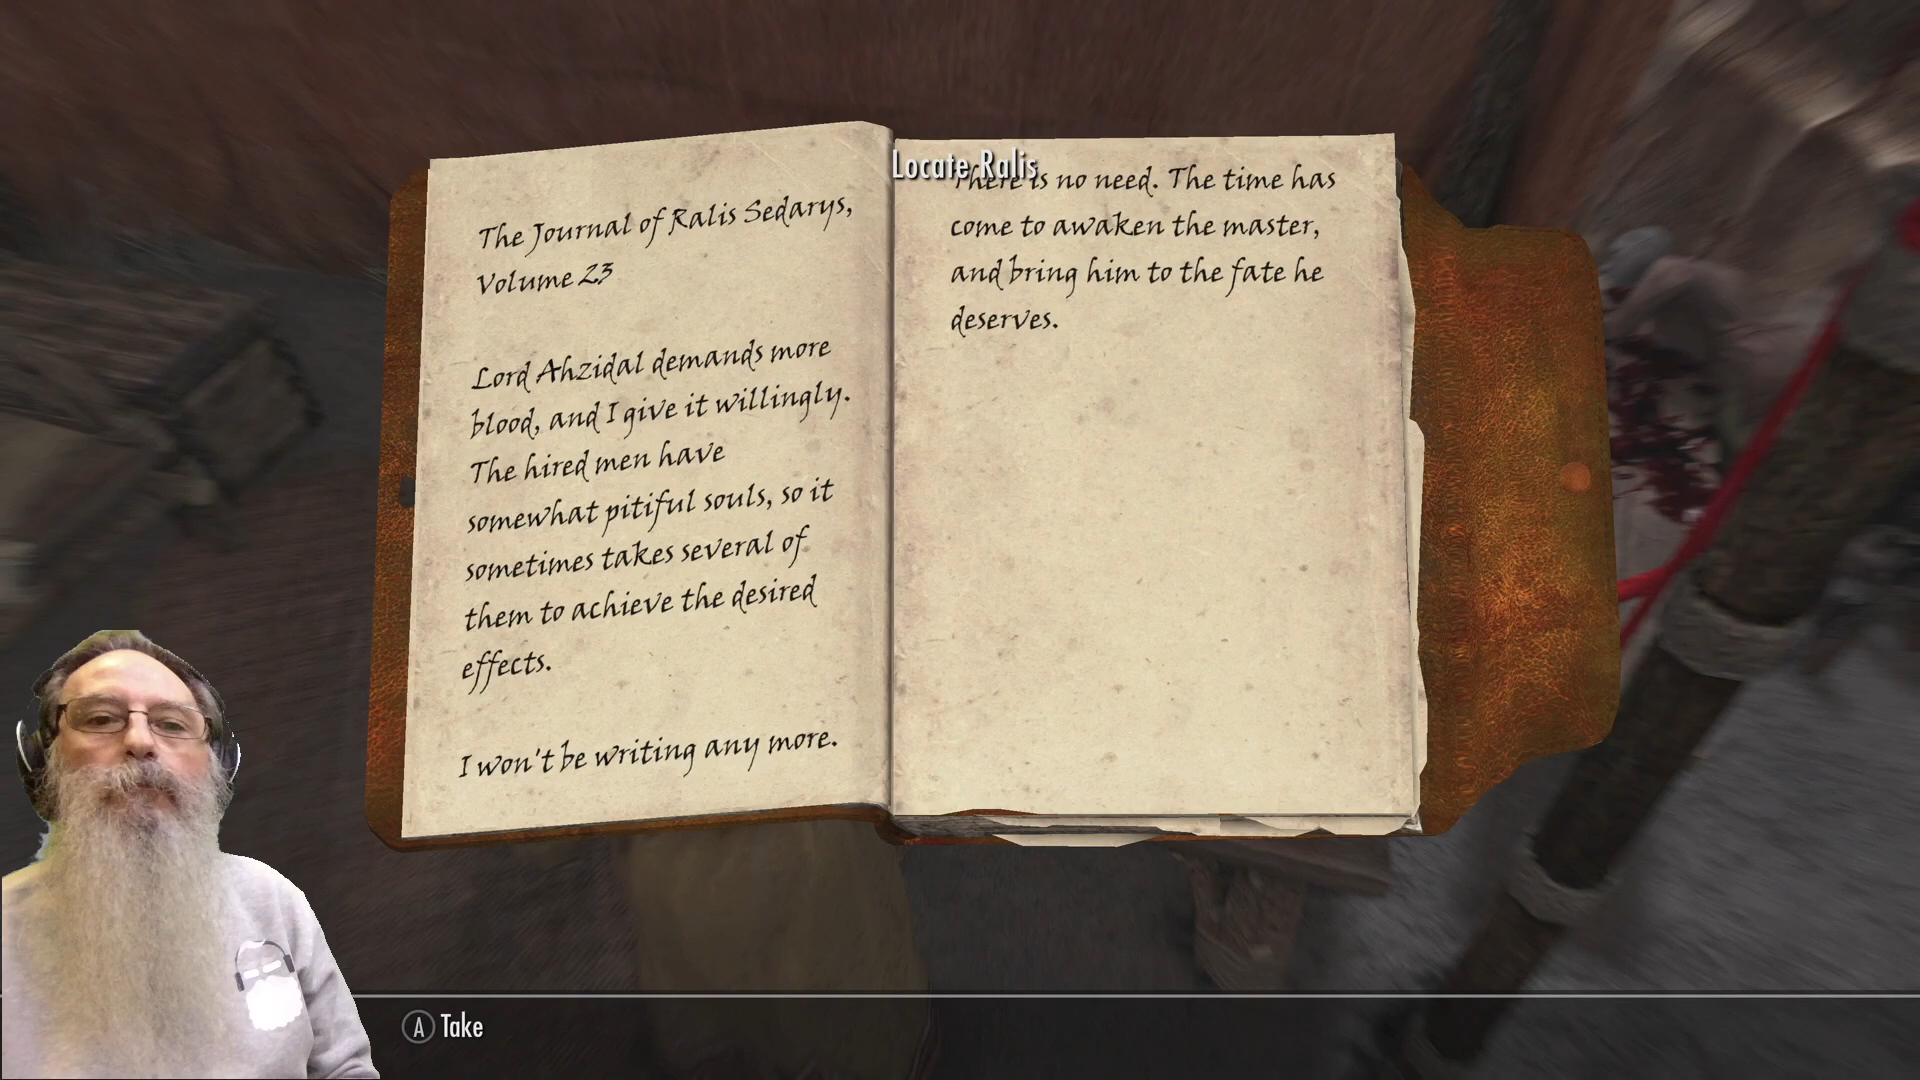 Locate Ralis
The Journal of Ralis Sedarys,
Volume 23
Lord Ahzidal demands more
blood, and I give it willingly.
The hired men have
somewhat pitiful souls, so it
sometimes takes several of
them to achieve the desired
effects.
I won't be writing any more.
There is no need. The time has
come to awaken the master,
and bring him to the fate he
deserves.
A Take